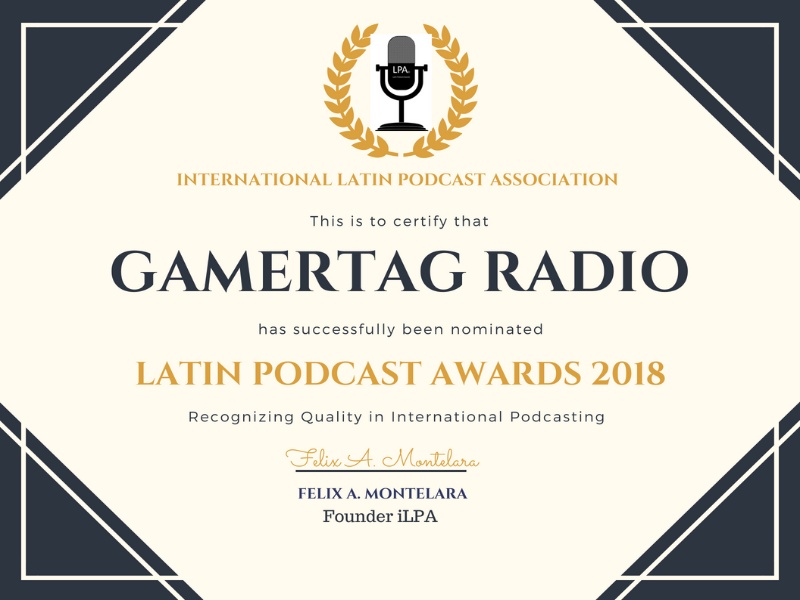 LPA.
INTERNATIONAL LATIN PODCAST ASSOCIATION
This is to certify that
GAMERTAG RADIO
has successfully been nominated
LATIN PODCAST AWARDS 2018
Recognizing Quality in International Podcasting
Felix A. Montelara
FELIX A. MONTELARA
Founder iLPA